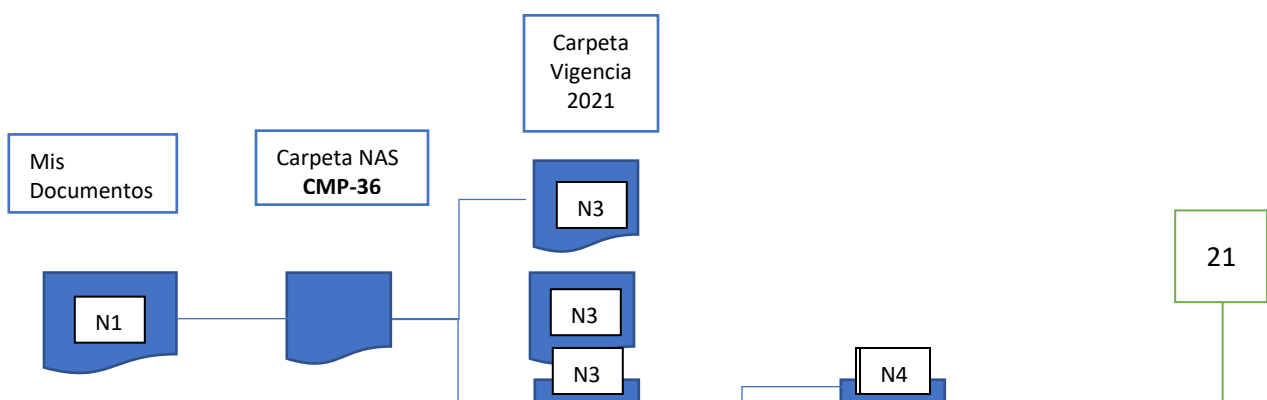 Carpeta
Vigencia
2021
Mis
Documentos
Carpeta NAS
CMP-36
N3
21
N1
N3
N3
N4